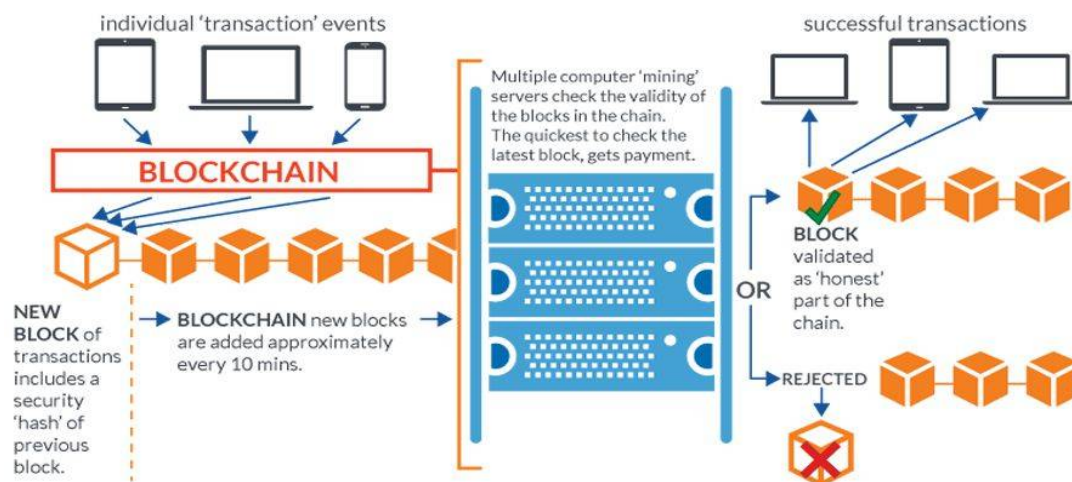 individual 'transaction' events
BLOCKCHAIN
NEW
BLOCK of
transactions
includes a
security
'hash' of
previous
block.
BLOCKCHAIN new blocks
are added approximately
every 10 mins.
Multiple computer 'mining'
servers check the validity of
the blocks in the chain.
The quickest to check the
latest block, gets payment.
OR
successful transactions
BLOCK
validated
as 'honest'
part of the
chain.
REJECTED